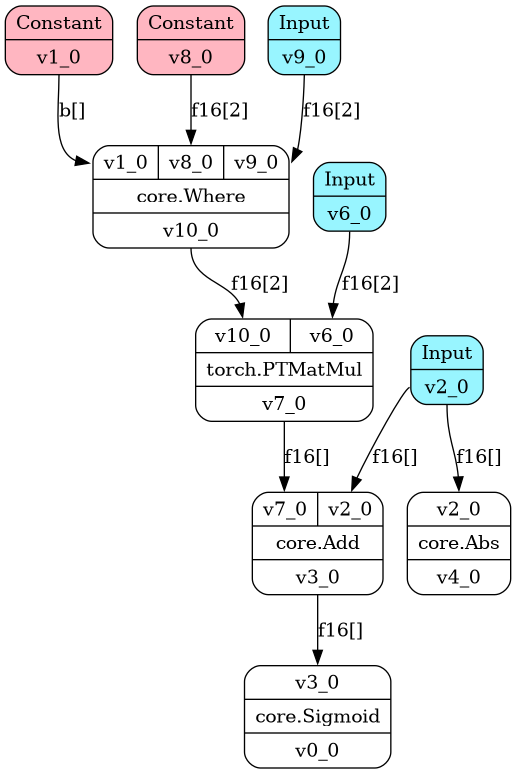 Constant
v1_0
Constant
v8_0
Input
v9_0
b[]
f16[2]
f16[2]
v1_0 v8_0 v9_0
core.Where
v10_0
Input
v6_0
f16[2]
f16[2]
v10_0 v6_0
torch.PTMatMul
v7_0
Input
v2_0
f16[]
f16[]
f16[]
v7_0 v2_0
core.Add
v3_0
v2_0
core.Abs
v4_0
f16[]
v3_0
core.Sigmoid
v0_0